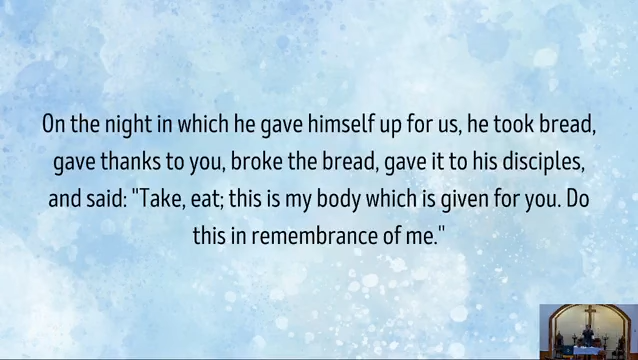 On the night in which he gave himself up for us, he took bread,
gave thanks to you, broke the bread, gave it to his disciples,
and said: "Take, eat; this is my body which is given for you. Do
this in remembrance of me."